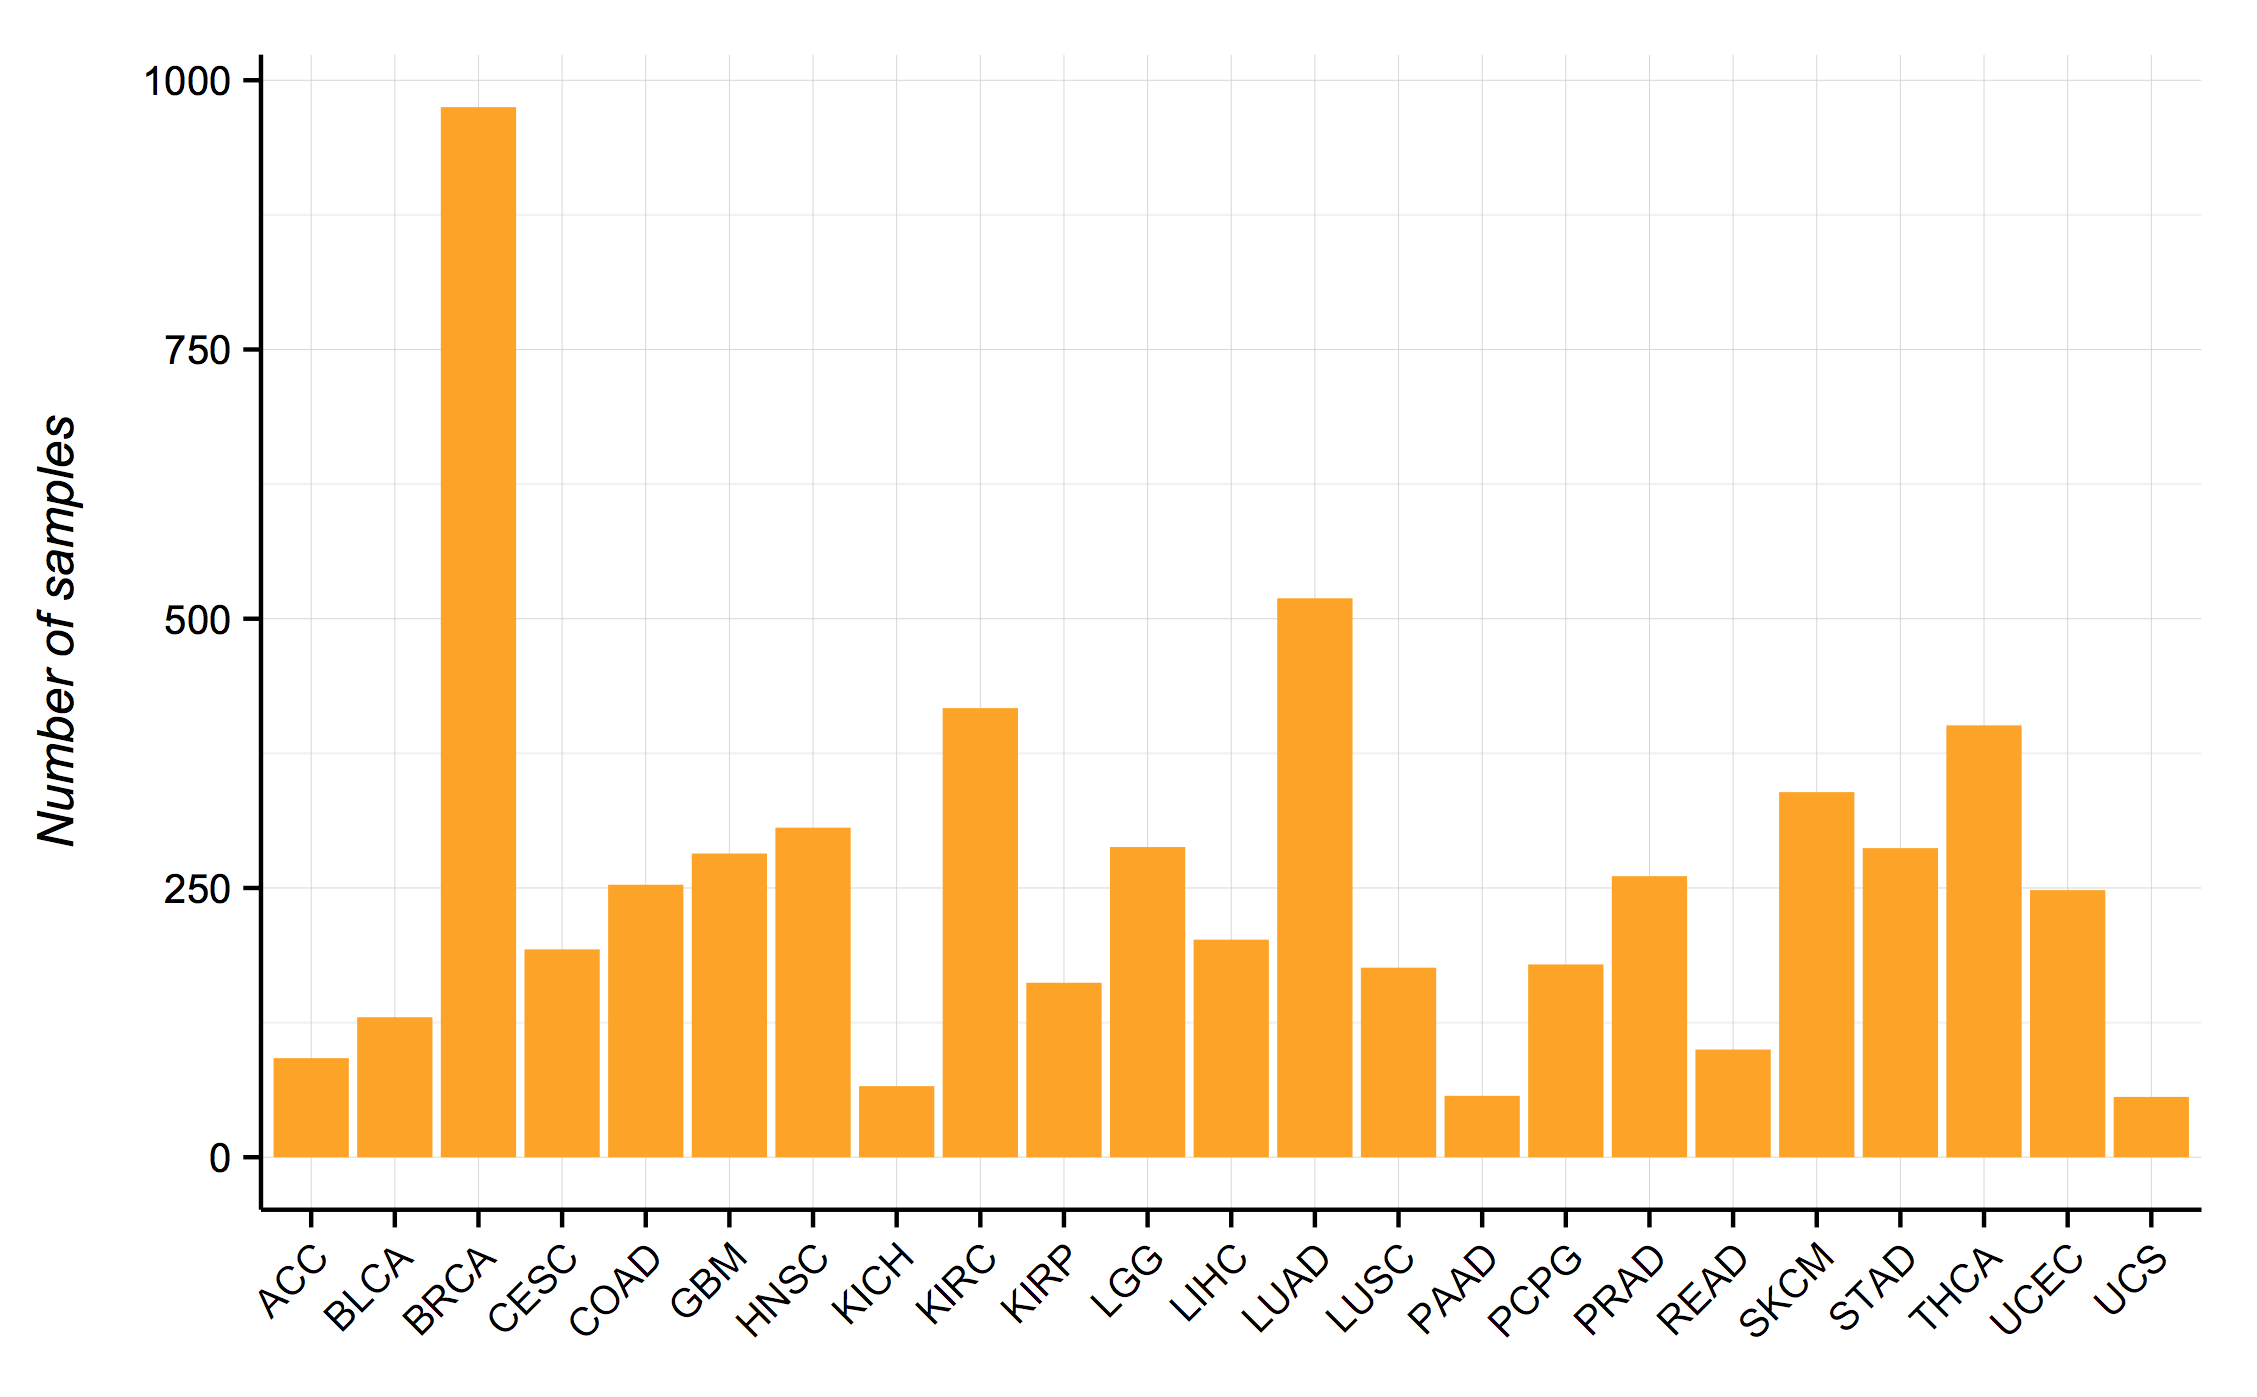 Number of samples
1000
750
500
250
0
ACC BLCA BRCA CESC COAD GBM HNSC KICH KIRC KIRP LGG LIHC LUAD LUSC PAAD PCPG PRAD READ SKCM STAD THCA UCEC UCS